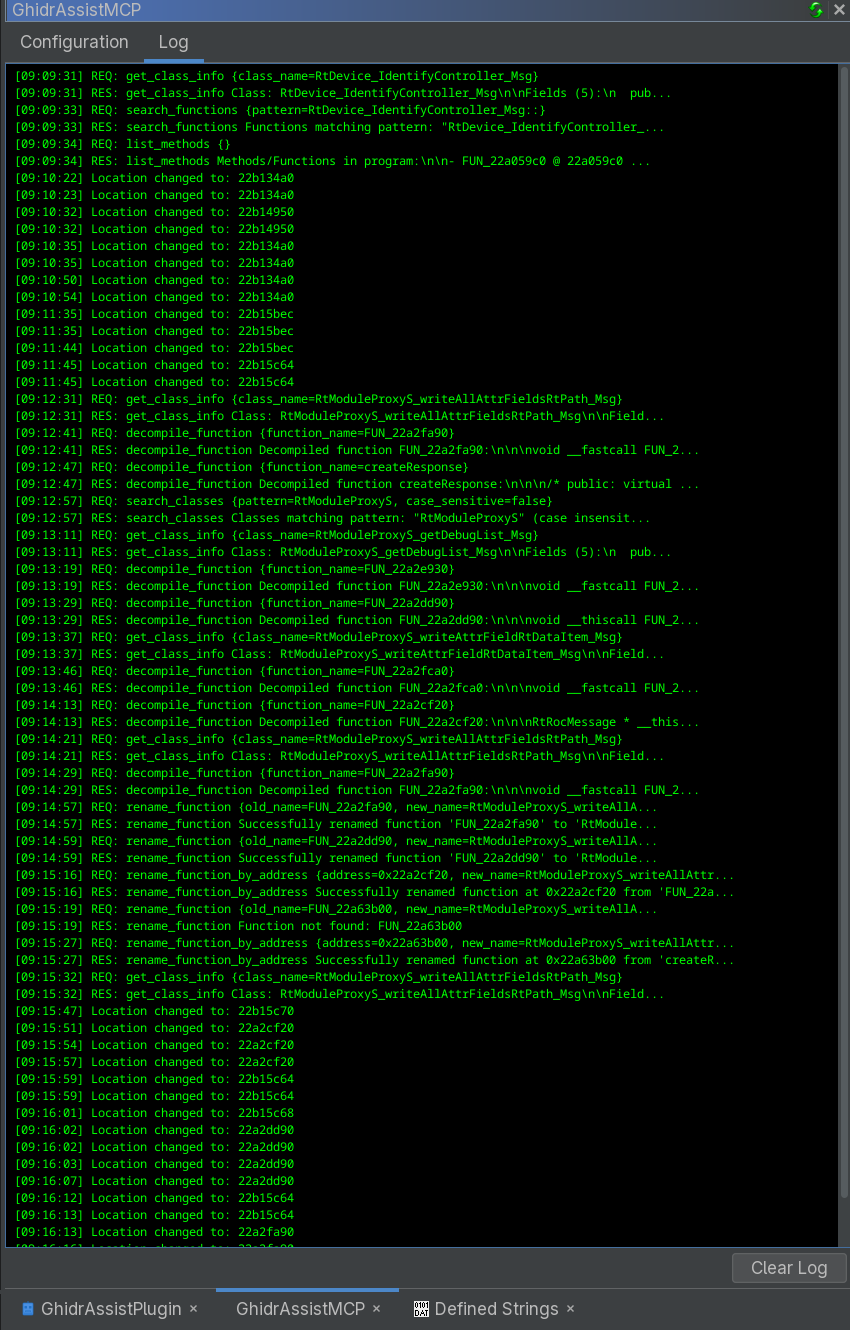 GhidrAssistMCP
Configuration Log
[09:09:31] REQ: get_class_info {class_name=RtDevice_IdentifyController_Msg}
[09:09:31] RES: get_class_info Class: RtDevice_IdentifyController_Msg\n\nFields (5):\n  pub...
[09:09:33] REQ: search_functions {pattern=RtDevice_IdentifyController_Msg::}
[09:09:33] RES: search_functions Functions matching pattern: "RtDevice_IdentifyController_...
[09:09:34] REQ: list_methods {}
[09:09:34] RES: list_methods Methods/Functions in program:\n\n- FUN_22a059c0 @ 22a059c0 ...
[09:10:22] Location changed to: 22b134a0
[09:10:23] Location changed to: 22b134a0
[09:10:32] Location changed to: 22b14950
[09:10:32] Location changed to: 22b14950
[09:10:35] Location changed to: 22b134a0
[09:10:35] Location changed to: 22b134a0
[09:10:50] Location changed to: 22b134a0
[09:10:54] Location changed to: 22b134a0
[09:11:35] Location changed to: 22b15bec
[09:11:35] Location changed to: 22b15bec
[09:11:44] Location changed to: 22b15bec
[09:11:45] Location changed to: 22b15c64
[09:11:45] Location changed to: 22b15c64
[09:12:31] REQ: get_class_info {class_name=RtModuleProxyS_writeAllAttrFieldsRtPath_Msg}
[09:12:31] RES: get_class_info Class: RtModuleProxyS_writeAllAttrFieldsRtPath_Msg\n\nField...
[09:12:41] REQ: decompile_function {function_name=FUN_22a2fa90}
[09:12:41] RES: decompile_function Decompiled function FUN_22a2fa90:\n\n\nvoid __fastcall FUN_2...
[09:12:47] REQ: decompile_function {function_name=createResponse}
[09:12:47] RES: decompile_function Decompiled function createResponse:\n\n\n/* public: virtual ...
[09:12:57] REQ: search_classes {pattern=RtModuleProxyS, case_sensitive=false}
[09:12:57] RES: search_classes Classes matching pattern: "RtModuleProxyS" (case insensit...
[09:13:11] REQ: get_class_info {class_name=RtModuleProxyS_getDebugList_Msg}
[09:13:11] RES: get_class_info Class: RtModuleProxyS_getDebugList_Msg\n\nFields (5):\n  pub...
[09:13:19] REQ: decompile_function {function_name=FUN_22a2e930}
[09:13:19] RES: decompile_function Decompiled function FUN_22a2e930:\n\n\nvoid __fastcall FUN_2...
[09:13:29] REQ: decompile_function {function_name=FUN_22a2dd90}
[09:13:29] RES: decompile_function Decompiled function FUN_22a2dd90:\n\n\nvoid __thiscall FUN_2...
[09:13:37] REQ: get_class_info {class_name=RtModuleProxyS_writeAttrFieldRtDataItem_Msg}
[09:13:37] RES: get_class_info Class: RtModuleProxyS_writeAttrFieldRtDataItem_Msg\n\nField...
[09:13:46] REQ: decompile_function {function_name=FUN_22a2fca0}
[09:13:46] RES: decompile_function Decompiled function FUN_22a2fca0:\n\n\nvoid __fastcall FUN_2...
[09:14:13] REQ: decompile_function {function_name=FUN_22a2cf20}
[09:14:13] RES: decompile_function Decompiled function FUN_22a2cf20:\n\n\nRtRocMessage * __this...
[09:14:21] REQ: get_class_info {class_name=RtModuleProxyS_writeAllAttrFieldsRtPath_Msg}
[09:14:21] RES: get_class_info Class: RtModuleProxyS_writeAllAttrFieldsRtPath_Msg\n\nField...
[09:14:29] REQ: decompile_function {function_name=FUN_22a2fa90}
[09:14:29] RES: decompile_function Decompiled function FUN_22a2fa90:\n\n\nvoid __fastcall FUN_2...
[09:14:57] REQ: rename_function {old_name=FUN_22a2fa90, new_name=RtModuleProxyS_writeAllA...
[09:14:57] RES: rename_function Successfully renamed function 'FUN_22a2fa90' to 'RtModule...
[09:14:59] REQ: rename_function {old_name=FUN_22a2dd90, new_name=RtModuleProxyS_writeAllA...
[09:14:59] RES: rename_function Successfully renamed function 'FUN_22a2dd90' to 'RtModule...
[09:15:16] REQ: rename_function_by_address {address=0x22a2cf20, new_name=RtModuleProxyS_writeAllAttr...
[09:15:16] RES: rename_function_by_address Successfully renamed function at 0x22a2cf20 from 'FUN_22a...
[09:15:19] REQ: rename_function {old_name=FUN_22a63b00, new_name=RtModuleProxyS_writeAllA...
[09:15:19] RES: rename_function Function not found: FUN_22a63b00
[09:15:27] REQ: rename_function_by_address {address=0x22a63b00, new_name=RtModuleProxyS_writeAllAttr...
[09:15:27] RES: rename_function_by_address Successfully renamed function at 0x22a63b00 from 'createR...
[09:15:32] REQ: get_class_info {class_name=RtModuleProxyS_writeAllAttrFieldsRtPath_Msg}
[09:15:32] RES: get_class_info Class: RtModuleProxyS_writeAllAttrFieldsRtPath_Msg\n\nField...
[09:15:47] Location changed to: 22b15c70
[09:15:51] Location changed to: 22a2cf20
[09:15:54] Location changed to: 22a2cf20
[09:15:57] Location changed to: 22a2cf20
[09:15:59] Location changed to: 22b15c64
[09:15:59] Location changed to: 22b15c64
[09:16:01] Location changed to: 22b15c68
[09:16:02] Location changed to: 22a2dd90
[09:16:02] Location changed to: 22a2dd90
[09:16:03] Location changed to: 22a2dd90
[09:16:07] Location changed to: 22a2dd90
[09:16:12] Location changed to: 22b15c64
[09:16:13] Location changed to: 22b15c64
[09:16:13] Location changed to: 22a2fa90
Clear Log
GhidrAssistPlugin × GhidrAssistMCP × Defined Strings ×